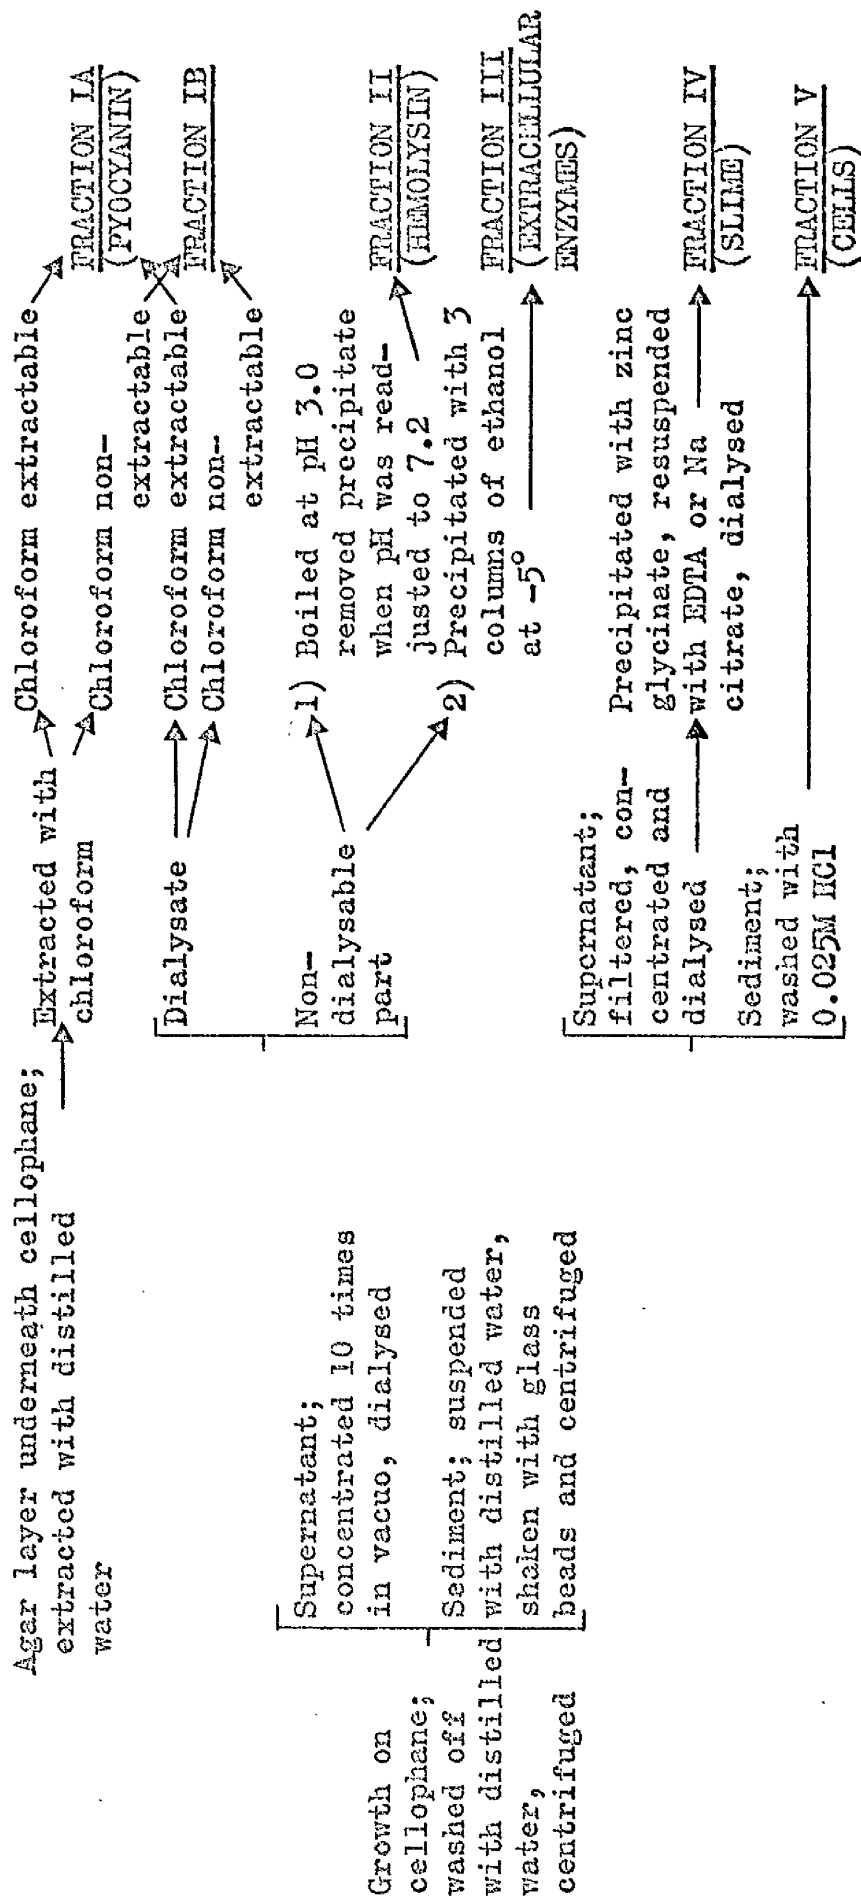 Agar layer underneath cellophane;
extracted with distilled
water
Extracted with
chloroform
Chloroform extractable
Chloroform non-
extractable
FRACTION IA
(PYOCYANIN)
Growth on
cellophane;
washed off
with distilled
water,
centrifuged
Supernatant;
concentrated 10 times
in vacuo, dialysed
Dialysate
Chloroform extractable
Chloroform non-
extractable
FRACTION IB
Non-
dialysable
part
1) Boiled at pH 3.0
removed precipitate
when pH was read-
justed to 7.2
FRACTION II
(HEMOLYSIN)
2) Precipitated with 3
columns of ethanol
at -5°
FRACTION III
(EXTRACELLULAR
ENZYMES)
Sediment; suspended
with distilled water,
shaken with glass
beads and centrifuged
Supernatant;
filtered, con-
centrated and
dialysed
Precipitated with zinc
glycinate, resuspended
with EDTA or Na
citrate, dialysed
FRACTION IV
(SLIME)
Sediment;
washed with
0.025M HCl
FRACTION V
(CELLS)